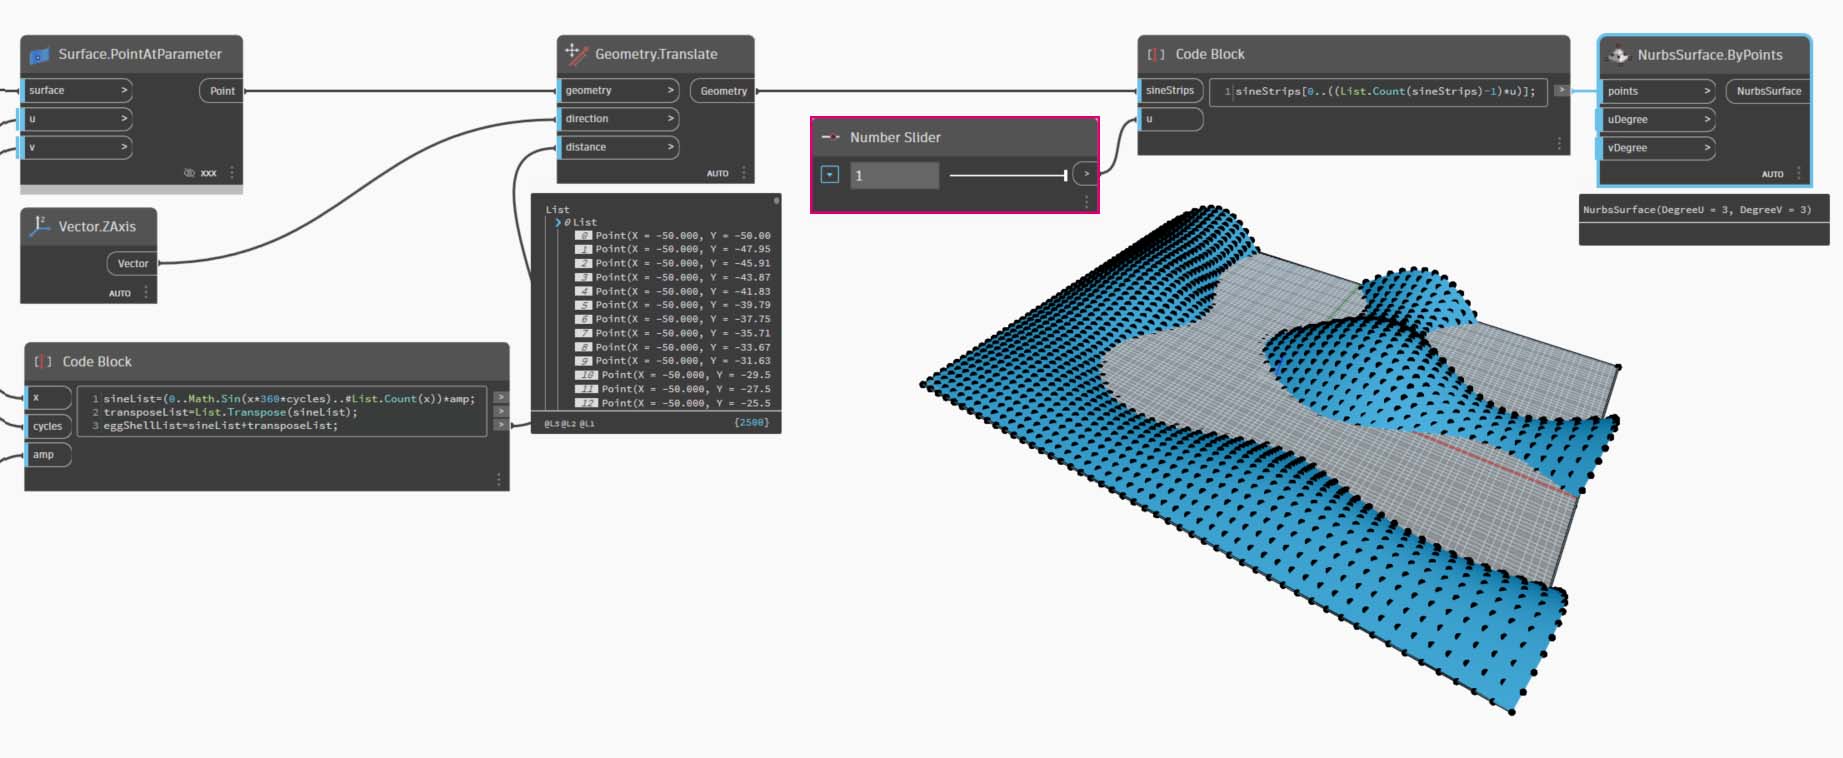 Surface.PointAtParameter
surface >
Point
u >
v >
XXX
Vector.ZAxis
Vector
AUTO
Code Block
x
cycles
amp
1 sineList=(0..Math.Sin(x*360*cycles)..#List.Count(x))*amp;
2 transposeList=List.Transpose(sineList);
3 eggShellList=sineList+transposeList;
>
>
>
Geometry.Translate
geometry >
Geometry
direction >
distance >
AUTO
List
0 List
0 Point(X = -50.000, Y = -50.00
1 Point(X = -50.000, Y = -47.95
2 Point(X = -50.000, Y = -45.91
3 Point(X = -50.000, Y = -43.87
4 Point(X = -50.000, Y = -41.83
5 Point(X = -50.000, Y = -39.79
6 Point(X = -50.000, Y = -37.75
7 Point(X = -50.000, Y = -35.71
8 Point(X = -50.000, Y = -33.67
9 Point(X = -50.000, Y = -31.63
10 Point(X = -50.000, Y = -29.5
11 Point(X = -50.000, Y = -27.5
12 Point(X = -50.000, Y = -25.5
@L3 @L2 @L1
{2500}
Number Slider
1
>
Code Block
sineStrips
u
1 sineStrips[0..((List.Count(sineStrips)-1)*u)];
>
NurbsSurface.ByPoints
points >
NurbsSurface
uDegree >
vDegree >
AUTO
NurbsSurface(DegreeU = 3, DegreeV = 3)